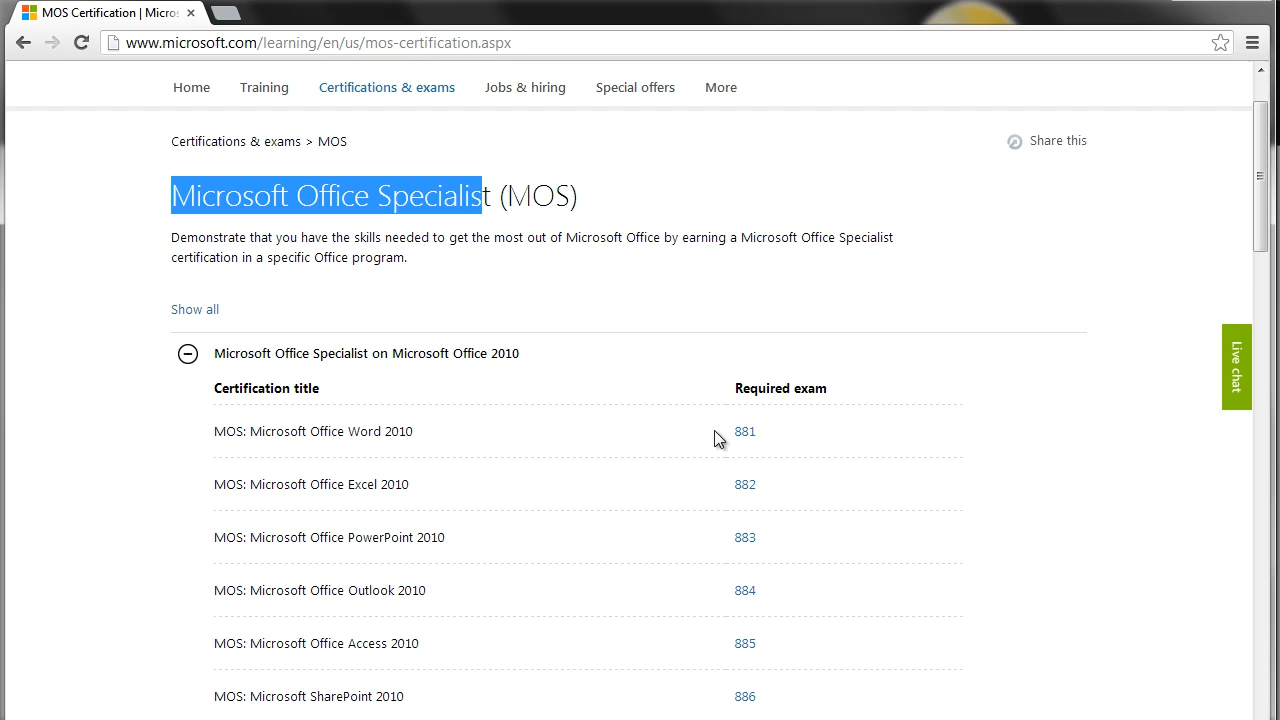 MOS Certification | Micros
www.microsoft.com/learning/en/us/mos-certification.aspx
Home Training Certifications & exams Jobs & hiring Special offers More
Certifications & exams > MOS Share this
Microsoft Office Specialist (MOS)
Demonstrate that you have the skills needed to get the most out of Microsoft Office by earning a Microsoft Office Specialist
certification in a specific Office program.
Show all
Live chat
Microsoft Office Specialist on Microsoft Office 2010
Certification title Required exam
MOS: Microsoft Office Word 2010 881
MOS: Microsoft Office Excel 2010 882
MOS: Microsoft Office PowerPoint 2010 883
MOS: Microsoft Office Outlook 2010 884
MOS: Microsoft Office Access 2010 885
MOS: Microsoft SharePoint 2010 886